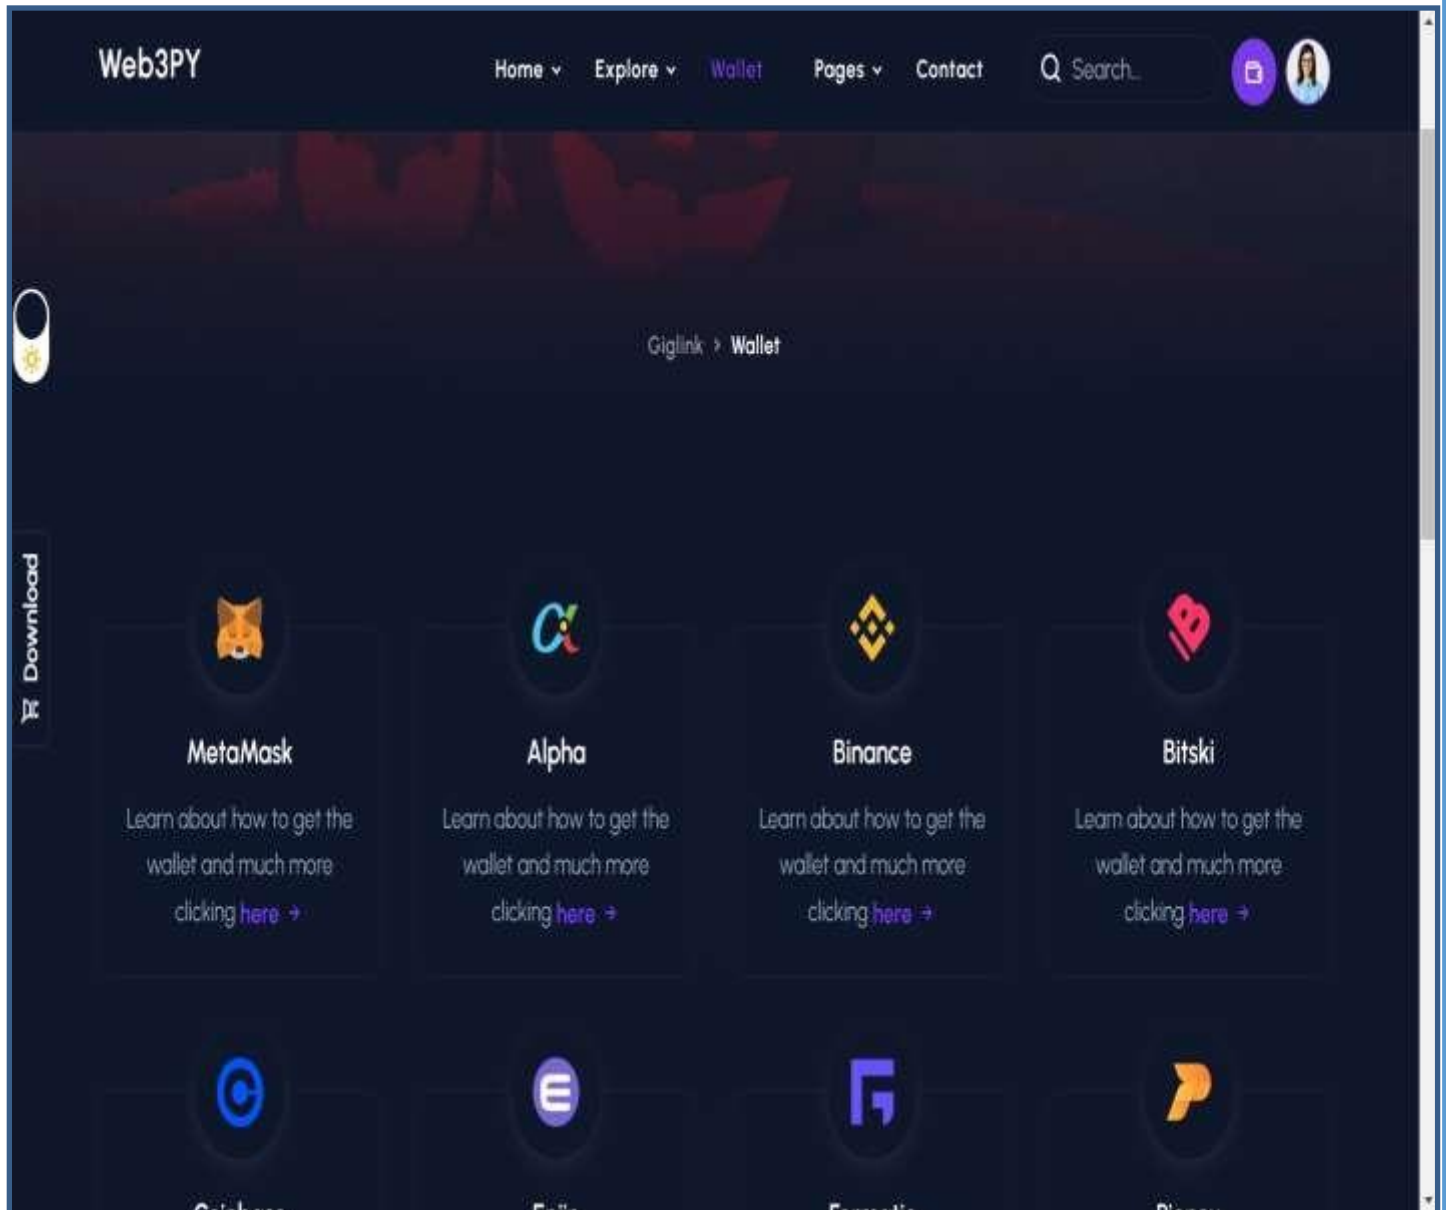 Web3PY
Home Explore Wallet Pages Contact Search...
Giglink > Wallet
Download
MetaMask Alpha Binance Bitski
Learn about how to get the Learn about how to get the Learn about how to get the Learn about how to get the
wallet and much more wallet and much more wallet and much more wallet and much more
clicking here → clicking here → clicking here → clicking here →